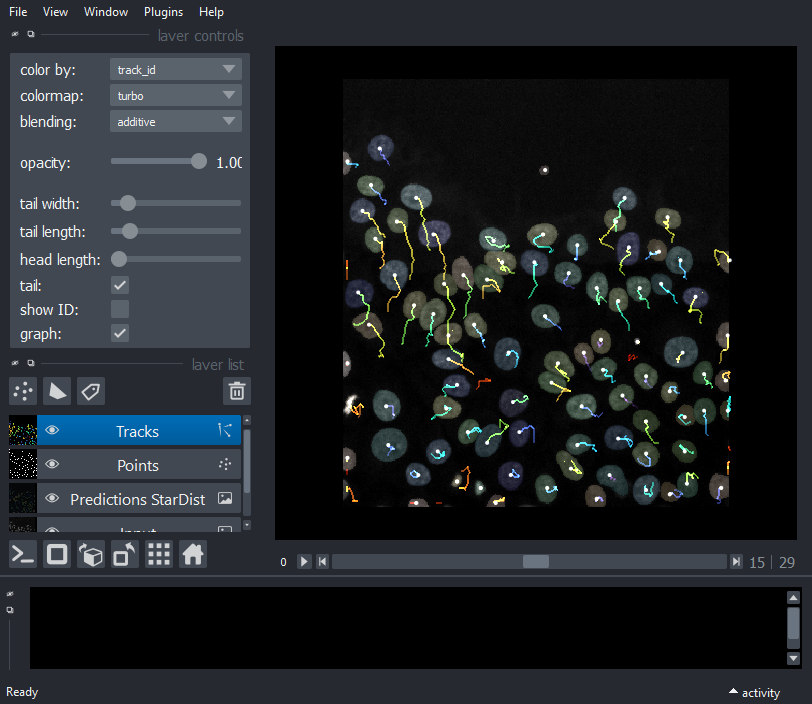 File View Window Plugins Help
layer controls
color by: track_id
colormap: turbo
blending: additive
opacity: 1.00
tail width:
tail length:
head length:
tail:
show ID:
graph:
layer list
Tracks
Points
Predictions StarDist
Input
0 15 | 29
Ready
activity